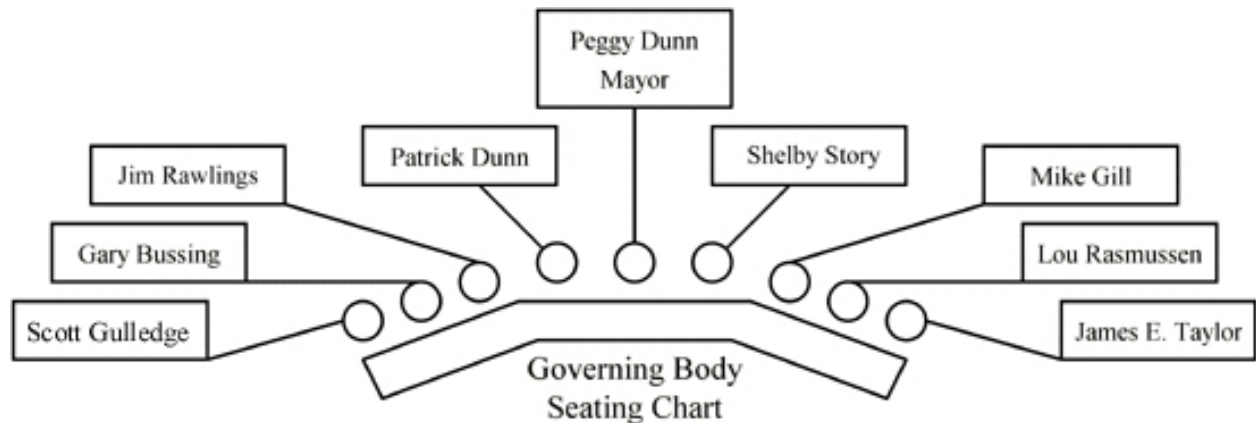 Peggy Dunn
Mayor
Patrick Dunn
Shelby Story
Jim Rawlings
Mike Gill
Gary Bussing
Lou Rasmussen
Scott Gulledge
James E. Taylor
Governing Body
Seating Chart